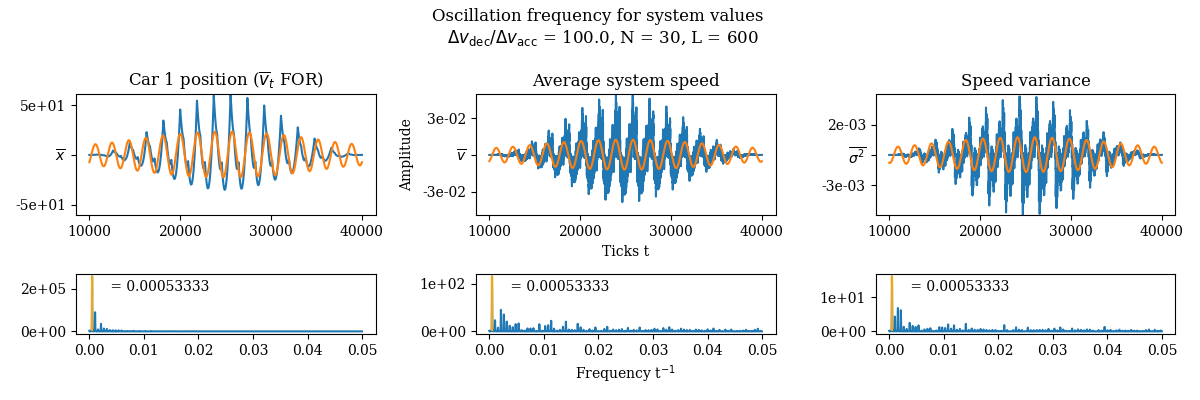 Oscillation frequency for system values
Δv_dec/Δv_acc = 100.0, N = 30, L = 600
Car 1 position (v̅_t FOR)
5e+01
x̅
-5e+01
10000 20000 30000 40000
Average system speed
Amplitude
3e-02
v̅
-3e-02
10000 20000 30000 40000
Ticks t
Speed variance
2e-03
σ²
-3e-03
10000 20000 30000 40000
2e+05
0e+00
= 0.00053333
0.00 0.01 0.02 0.03 0.04 0.05
1e+02
0e+00
= 0.00053333
0.00 0.01 0.02 0.03 0.04 0.05
Frequency t⁻¹
1e+01
0e+00
= 0.00053333
0.00 0.01 0.02 0.03 0.04 0.05